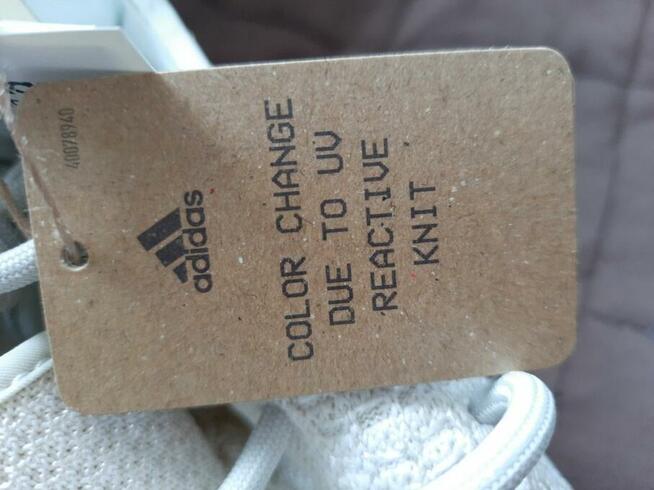 40078940
adidas
COLOR CHANGE
DUE TO UV
REACTIVE
KNIT